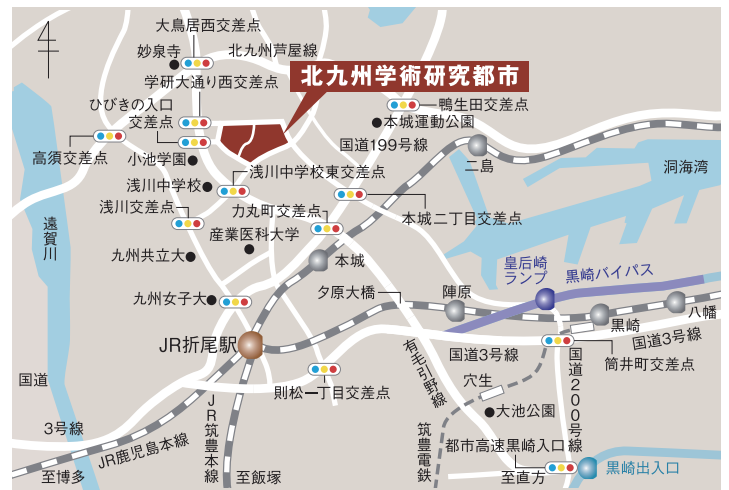 大鳥居西交差点
妙泉寺
北九州芦屋線
北九州学術研究都市
学研大通り西交差点
ひびきの入口
交差点
鴨生田交差点
本城運動公園
高須交差点
小池学園
国道199号線
二島
洞海湾
浅川中学校東交差点
浅川中学校
浅川交差点
力丸町交差点
本城二丁目交差点
遠賀川
産業医科大学
九州共立大
本城
皇后崎
ランプ
黒崎バイパス
九州女子大
夕原大橋
陣原
八幡
黒崎
国道3号線
JR折尾駅
有毛引野線
国道3号線
国道200号線
筒井町交差点
則松一丁目交差点
穴生
国道
3号線
JR鹿児島本線
JR筑豊本線
大池公園
筑豊電鉄
都市高速黒崎入口
黒崎出入口
至博多
至飯塚
至直方